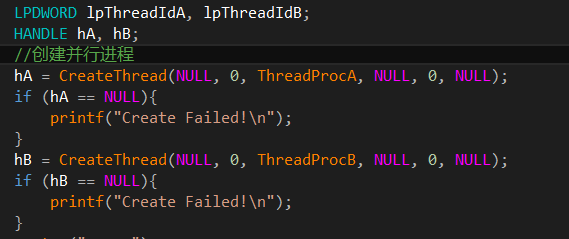 LPDWORD lpThreadIdA, lpThreadIdB;
HANDLE hA, hB;
//创建并行进程
hA = CreateThread(NULL, 0, ThreadProcA, NULL, 0, NULL);
if (hA == NULL){
    printf("Create Failed!\n");
}
hB = CreateThread(NULL, 0, ThreadProcB, NULL, 0, NULL);
if (hB == NULL){
    printf("Create Failed!\n");
}